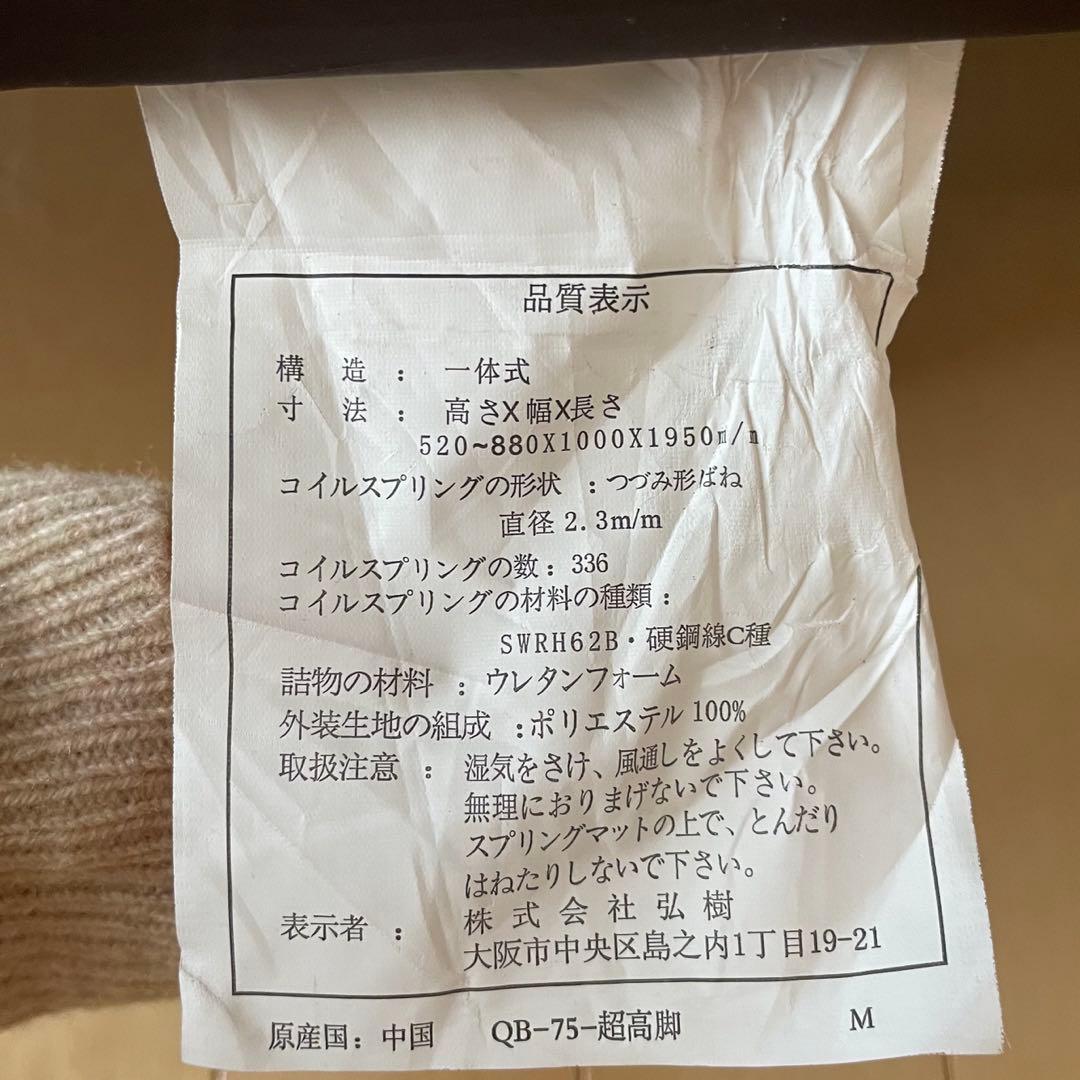 品質表示
構 造 : 一体式
寸 法 : 高さX幅X長さ
520~880X1000X1950m/m
コイルスプリングの形状 : つづみ形ばね
直径 2.3m/m
コイルスプリングの数: 336
コイルスプリングの材料の種類:
SWRH62B・硬鋼線C種
詰物の材料 : ウレタンフォーム
外装生地の組成 :ポリエステル 100%
取扱注意 : 湿気をさけ、風通しをよくして下さい。
無理におりまげないで下さい。
スプリングマットの上で、とんだり
はねたりしないで下さい。
表示者 : 株式会社弘樹
大阪市中央区島之内1丁目19-21
原産国: 中国 QB-75-超高脚 M